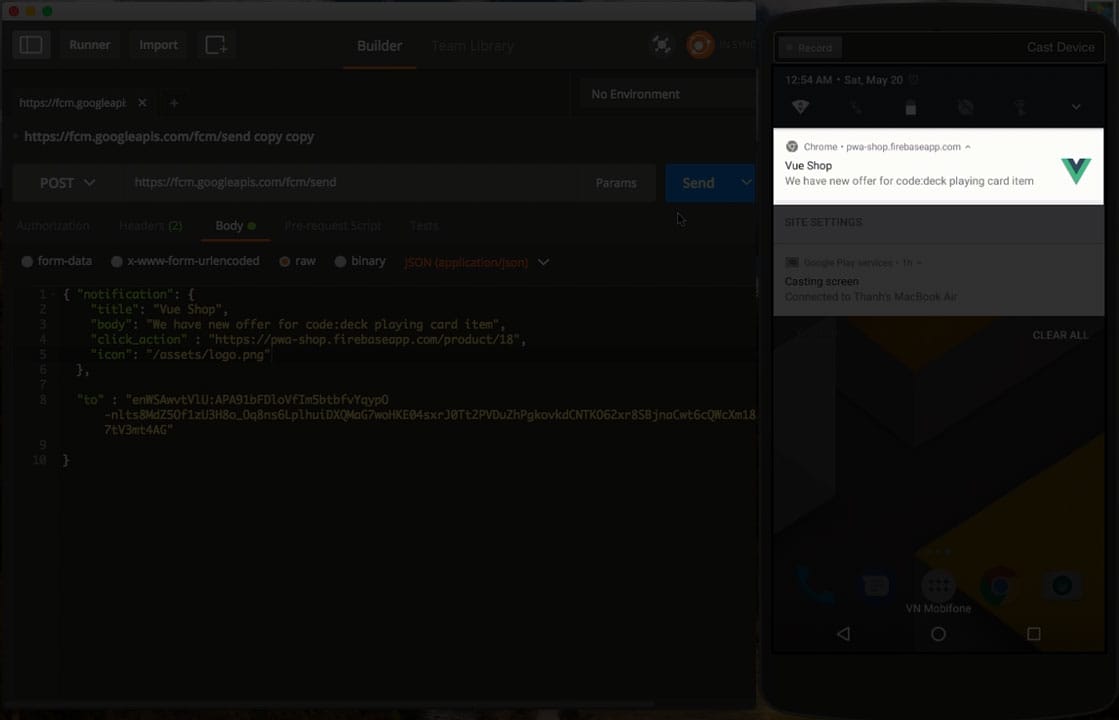 Runner
Import
Builder
Team Library
IN SYNC
https://fcm.googleapi:
No Environment
https://fcm.googleapis.com/fcm/send copy copy
POST
https://fcm.googleapis.com/fcm/send
Params
Send
Authorization
Headers (2)
Body
Pre-request Script
Tests
form-data
x-www-form-urlencoded
raw
binary
JSON (application/json)
1 { "notification": {
2 "title": "Vue Shop",
3 "body": "We have new offer for code:deck playing card item",
4 "click_action" : "https://pwa-shop.firebaseapp.com/product/18",
5 "icon": "/assets/logo.png"
6 },
7
8 "to" : "enWSAwvtVlU:APA91bFDloVfIm5btbfvYqypO
-nlts8MdZ5Of1zU3H8o_Oq8ns6LplhuiDXQMaG7woHKE04sxrJ0Tt2PVDuZhPgkovkdCNTKO62xr8SBjnaCwt6cQWcXm18
7tV3mt4AG"
9
10 }
Record
Cast Device
12:54 AM • Sat, May 20
Chrome • pwa-shop.firebaseapp.com
Vue Shop
We have new offer for code:deck playing card item
SITE SETTINGS
Google Play services • 1h
Casting screen
Connected to Thanh's MacBook Air
CLEAR ALL
VN Mobifone